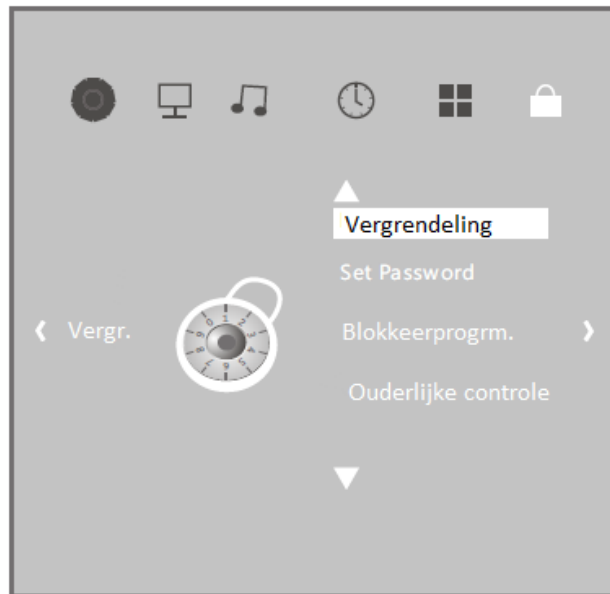 Vergrendeling
Set Password
Vergr.
Blokkeerprogrm.
Ouderlijke controle